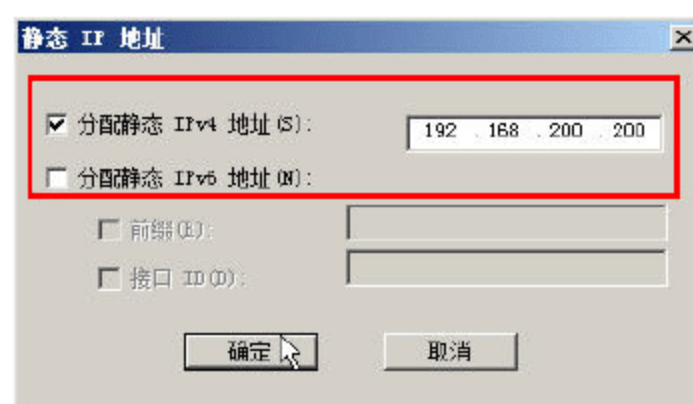 静态 IP 地址
分配静态 IPv4 地址(S): 192 . 168 . 200 . 200
分配静态 IPv6 地址(N):
前缀(E):
接口 ID(D):
确定 取消